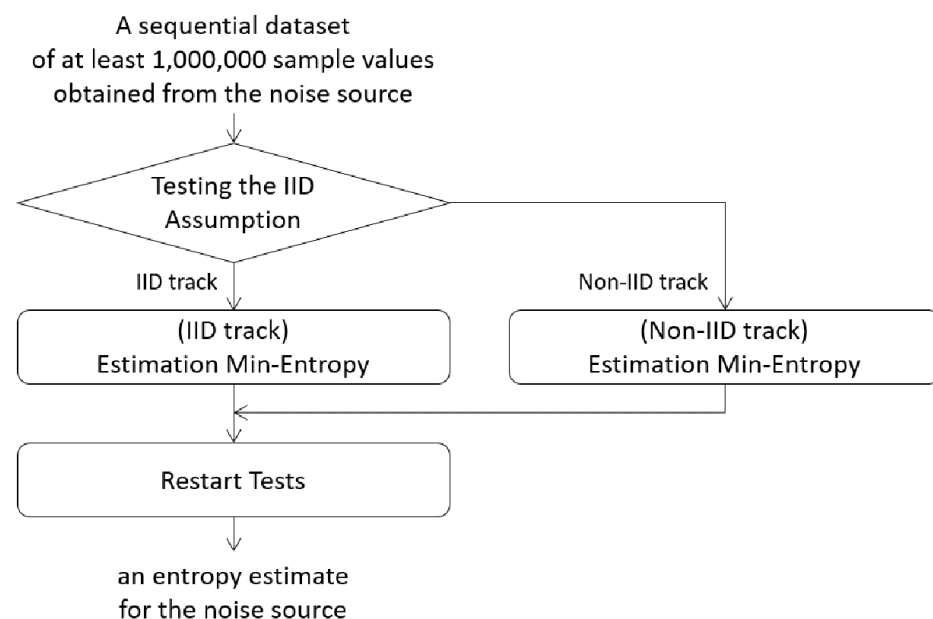 A sequential dataset
of at least 1,000,000 sample values
obtained from the noise source
Testing the IID
Assumption
IID track
Non-IID track
(IID track)
Estimation Min-Entropy
(Non-IID track)
Estimation Min-Entropy
Restart Tests
an entropy estimate
for the noise source